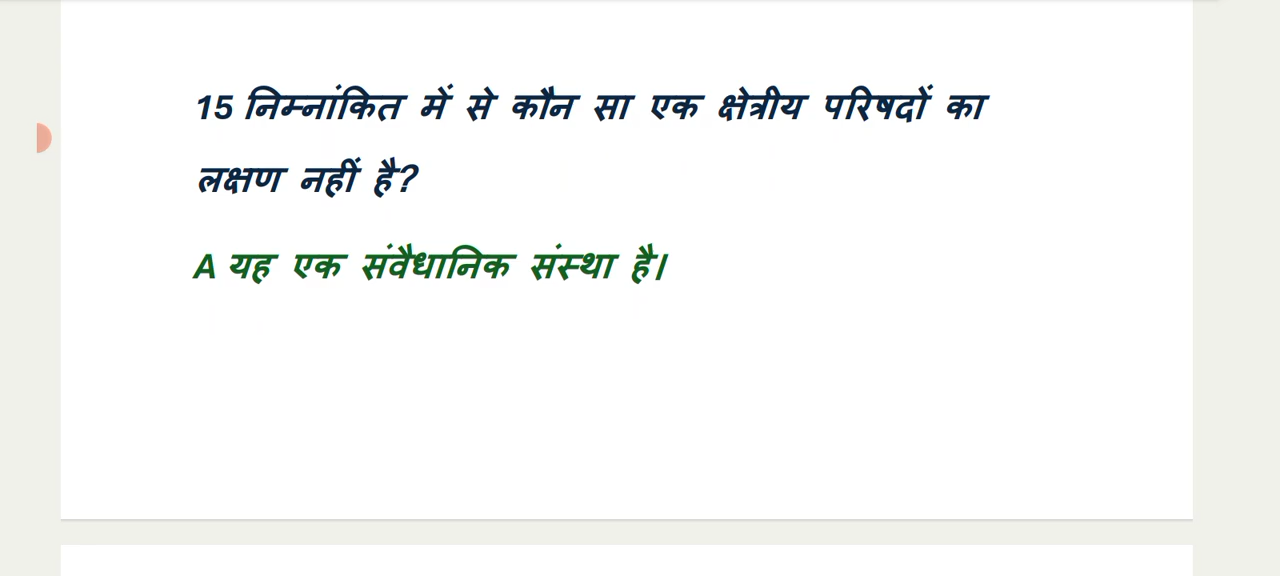 15 निम्नांकित में से कौन सा एक क्षेत्रीय परिषदों का
लक्षण नहीं है?
A यह एक संवैधानिक संस्था है।